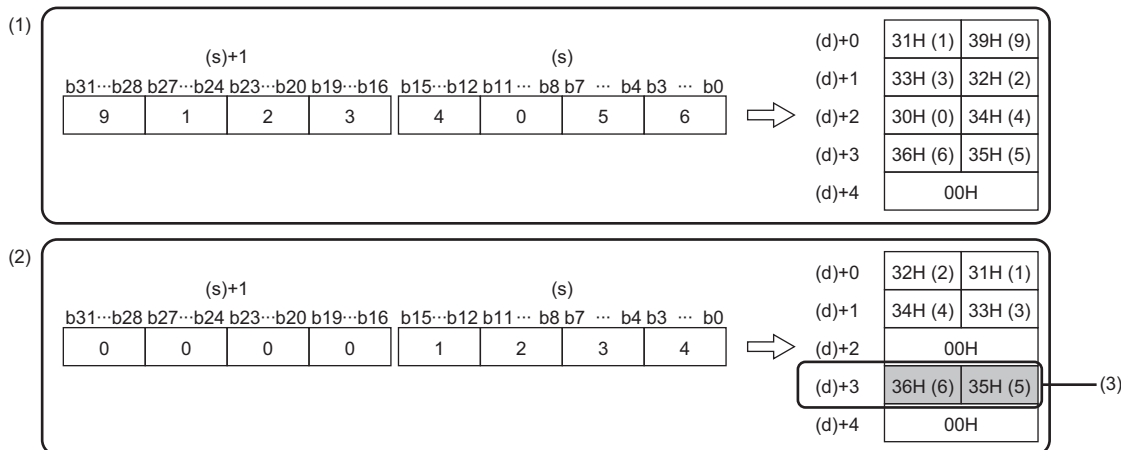 (1)
(s)+1 (s)
b31···b28 b27···b24 b23···b20 b19···b16 b15···b12 b11 ··· b8 b7 ··· b4 b3 ··· b0
9 1 2 3 4 0 5 6
(d)+0 31H (1) 39H (9)
(d)+1 33H (3) 32H (2)
(d)+2 30H (0) 34H (4)
(d)+3 36H (6) 35H (5)
(d)+4 00H
(2)
(s)+1 (s)
b31···b28 b27···b24 b23···b20 b19···b16 b15···b12 b11 ··· b8 b7 ··· b4 b3 ··· b0
0 0 0 0 1 2 3 4
(d)+0 32H (2) 31H (1)
(d)+1 34H (4) 33H (3)
(d)+2 00H
(d)+3 36H (6) 35H (5) (3)
(d)+4 00H